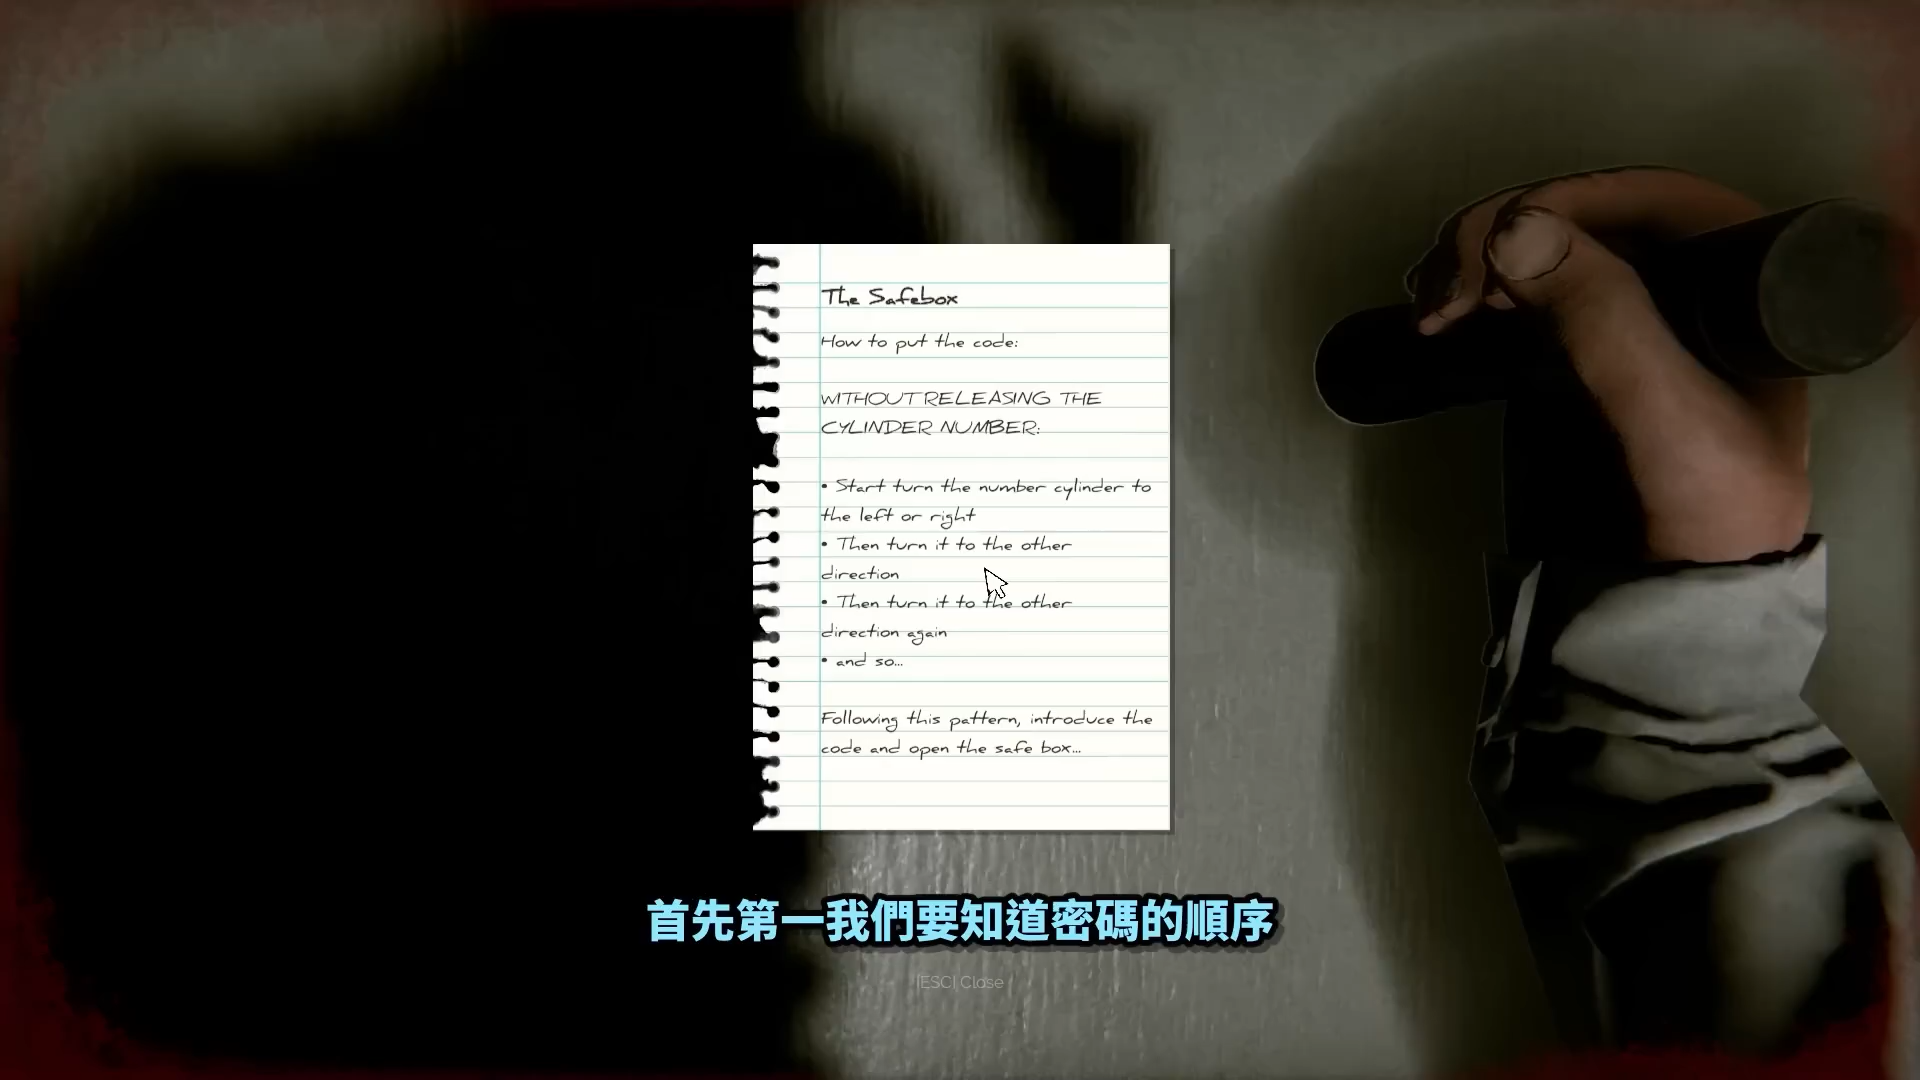 The Safebox
How to put the code:
WITHOUT RELEASING THE
CYLINDER NUMBER:
• Start turn the number cylinder to
the left or right
• Then turn it to the other
direction
• Then turn it to the other
direction again
• and so...
Following this pattern, introduce the
code and open the safe box...
首先第一我們要知道密碼的順序
[ESC] Close